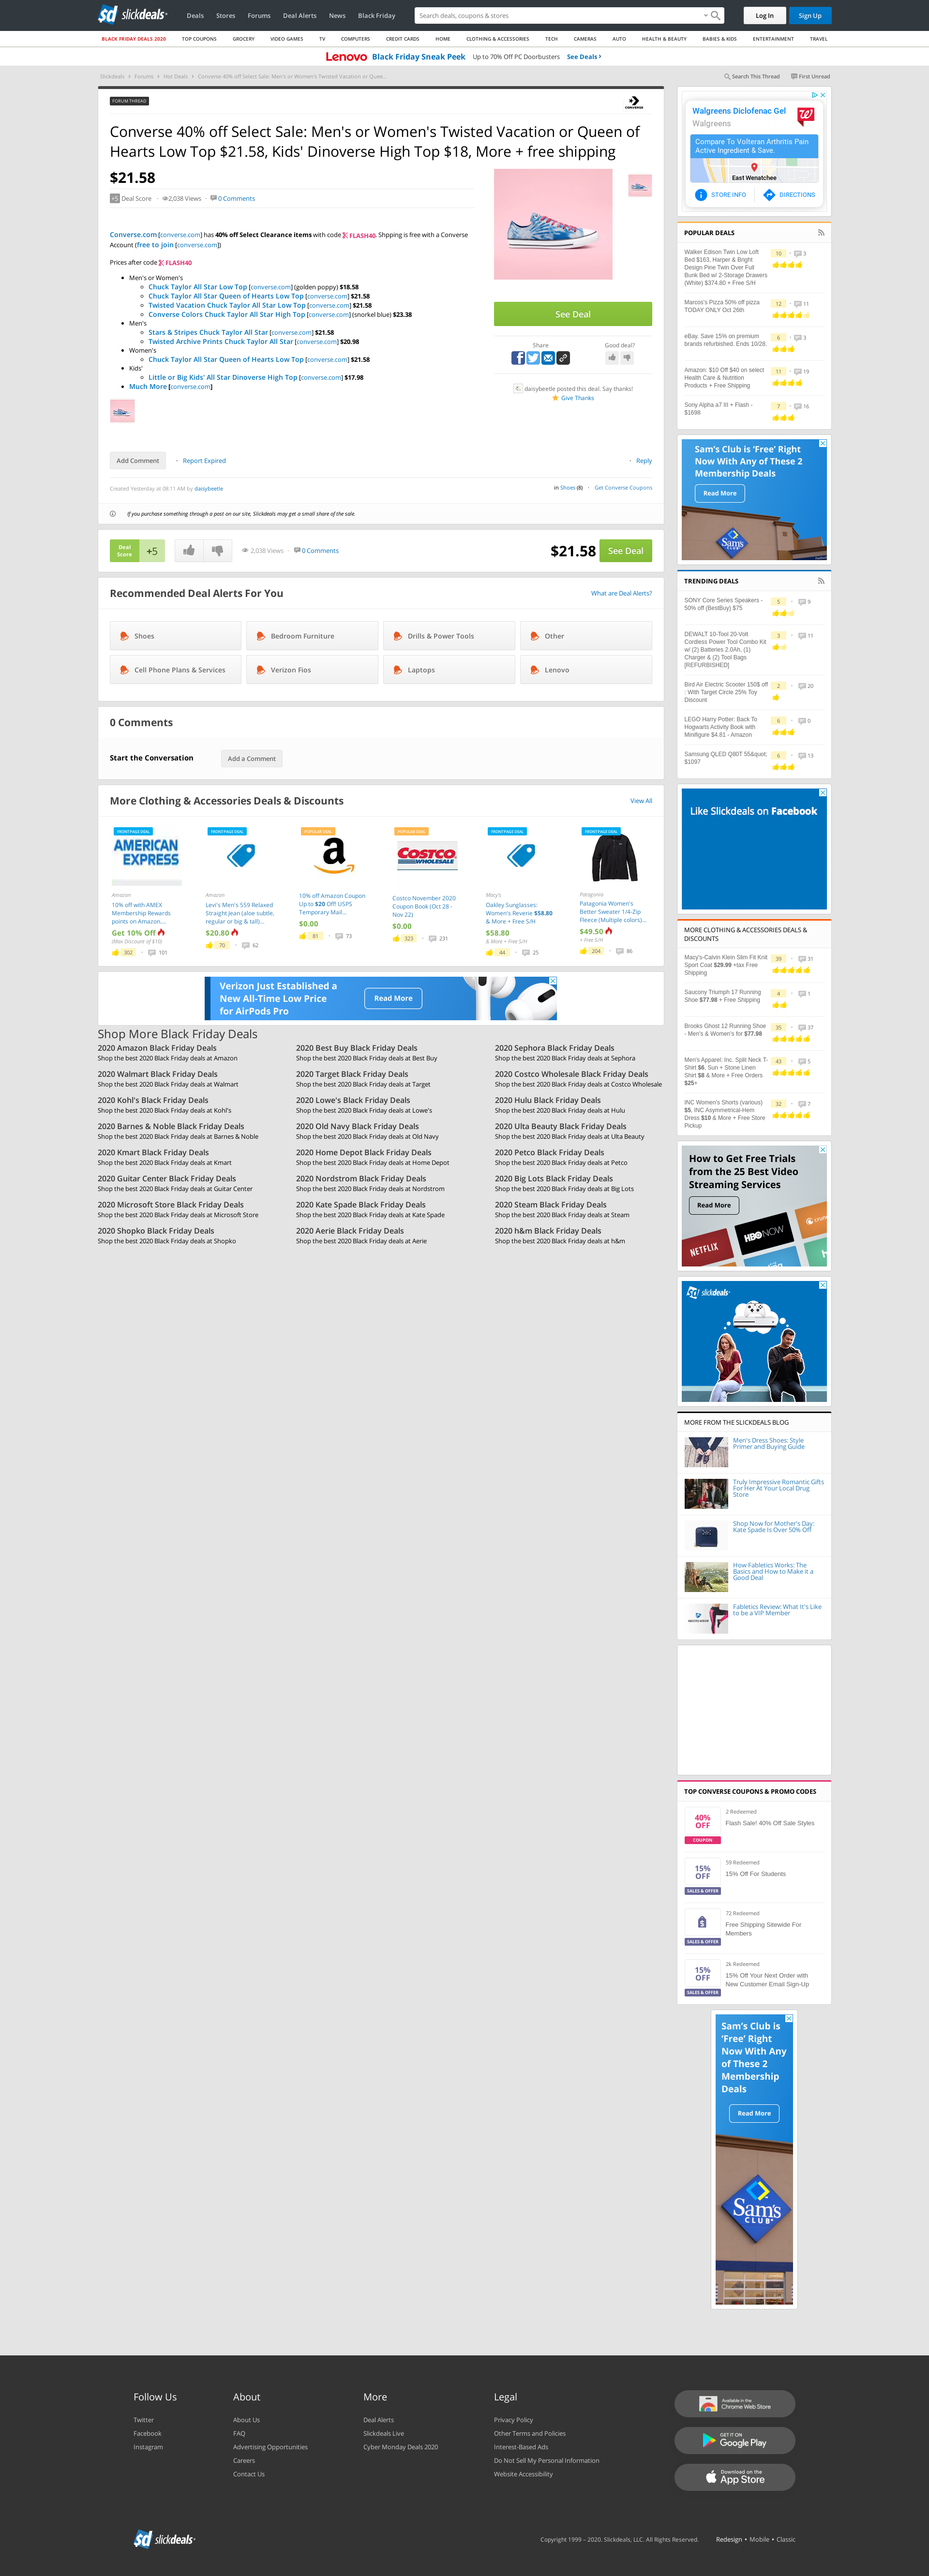 slickdeals
Deals
Stores
Forums
Deal Alerts
News
Black Friday
Search deals, coupons & stores
Log In
Sign Up
BLACK FRIDAY DEALS 2020
TOP COUPONS
GROCERY
VIDEO GAMES
TV
COMPUTERS
CREDIT CARDS
HOME
CLOTHING & ACCESSORIES
TECH
CAMERAS
AUTO
HEALTH & BEAUTY
BABIES & KIDS
ENTERTAINMENT
TRAVEL
Lenovo Black Friday Sneak Peek Up to 70% Off PC Doorbusters See Deals ›
Slickdeals › Forums › Hot Deals › Converse 40% off Select Sale: Men's or Women's Twisted Vacation or Quee...
Search This Thread
First Unread
FORUM THREAD
CONVERSE
Converse 40% off Select Sale: Men's or Women's Twisted Vacation or Queen of
Hearts Low Top $21.58, Kids' Dinoverse High Top $18, More + free shipping
$21.58
+5 Deal Score
2,038 Views
0 Comments
Converse.com [converse.com] has 40% off Select Clearance items with code FLASH40. Shpping is free with a Converse
Account (free to join [converse.com])
Prices after code FLASH40
• Men's or Women's
Chuck Taylor All Star Low Top [converse.com] (golden poppy) $18.58
Chuck Taylor All Star Queen of Hearts Low Top [converse.com] $21.58
Twisted Vacation Chuck Taylor All Star Low Top [converse.com] $21.58
Converse Colors Chuck Taylor All Star High Top [converse.com] (snorkel blue) $23.38
• Men's
Stars & Stripes Chuck Taylor All Star [converse.com] $21.58
Twisted Archive Prints Chuck Taylor All Star [converse.com] $20.98
• Women's
Chuck Taylor All Star Queen of Hearts Low Top [converse.com] $21.58
• Kids'
Little or Big Kids' All Star Dinoverse High Top [converse.com] $17.98
• Much More [converse.com]
See Deal
Share
Good deal?
daisybeetle posted this deal. Say thanks!
Give Thanks
Add Comment
Report Expired
Reply
Created Yesterday at 08:11 AM by daisybeetle
in Shoes (8)
Get Converse Coupons
If you purchase something through a post on our site, Slickdeals may get a small share of the sale.
Deal
Score
+5
2,038 Views
0 Comments
$21.58
See Deal
Recommended Deal Alerts For You
What are Deal Alerts?
Shoes
Bedroom Furniture
Drills & Power Tools
Other
Cell Phone Plans & Services
Verizon Fios
Laptops
Lenovo
0 Comments
Start the Conversation
Add a Comment
More Clothing & Accessories Deals & Discounts
View All
FRONTPAGE DEAL
AMERICAN
EXPRESS
Amazon
10% off with AMEX
Membership Rewards
points on Amazon....
Get 10% Off
(Max Discount of $10)
302
101
FRONTPAGE DEAL
Amazon
Levi's Men's 559 Relaxed
Straight Jean (aloe subtle,
regular or big & tall)...
$20.80
70
62
POPULAR DEAL
a
10% off Amazon Coupon
Up to $20 Off! USPS
Temporary Mail...
$0.00
81
73
POPULAR DEAL
COSTCO
WHOLESALE
Costco November 2020
Coupon Book (Oct 28 -
Nov 22)
$0.00
323
231
FRONTPAGE DEAL
Macy's
Oakley Sunglasses:
Women's Reverie $58.80
& More + Free S/H
$58.80
& More + Free S/H
44
25
FRONTPAGE DEAL
Patagonia
Patagonia Women's
Better Sweater 1/4-Zip
Fleece (Multiple colors)...
$49.50
+ Free S/H
204
86
Verizon Just Established a
New All-Time Low Price
for AirPods Pro
Read More
Shop More Black Friday Deals
2020 Amazon Black Friday Deals
Shop the best 2020 Black Friday deals at Amazon
2020 Best Buy Black Friday Deals
Shop the best 2020 Black Friday deals at Best Buy
2020 Sephora Black Friday Deals
Shop the best 2020 Black Friday deals at Sephora
2020 Walmart Black Friday Deals
Shop the best 2020 Black Friday deals at Walmart
2020 Target Black Friday Deals
Shop the best 2020 Black Friday deals at Target
2020 Costco Wholesale Black Friday Deals
Shop the best 2020 Black Friday deals at Costco Wholesale
2020 Kohl's Black Friday Deals
Shop the best 2020 Black Friday deals at Kohl's
2020 Lowe's Black Friday Deals
Shop the best 2020 Black Friday deals at Lowe's
2020 Hulu Black Friday Deals
Shop the best 2020 Black Friday deals at Hulu
2020 Barnes & Noble Black Friday Deals
Shop the best 2020 Black Friday deals at Barnes & Noble
2020 Old Navy Black Friday Deals
Shop the best 2020 Black Friday deals at Old Navy
2020 Ulta Beauty Black Friday Deals
Shop the best 2020 Black Friday deals at Ulta Beauty
2020 Kmart Black Friday Deals
Shop the best 2020 Black Friday deals at Kmart
2020 Home Depot Black Friday Deals
Shop the best 2020 Black Friday deals at Home Depot
2020 Petco Black Friday Deals
Shop the best 2020 Black Friday deals at Petco
2020 Guitar Center Black Friday Deals
Shop the best 2020 Black Friday deals at Guitar Center
2020 Nordstrom Black Friday Deals
Shop the best 2020 Black Friday deals at Nordstrom
2020 Big Lots Black Friday Deals
Shop the best 2020 Black Friday deals at Big Lots
2020 Microsoft Store Black Friday Deals
Shop the best 2020 Black Friday deals at Microsoft Store
2020 Kate Spade Black Friday Deals
Shop the best 2020 Black Friday deals at Kate Spade
2020 Steam Black Friday Deals
Shop the best 2020 Black Friday deals at Steam
2020 Shopko Black Friday Deals
Shop the best 2020 Black Friday deals at Shopko
2020 Aerie Black Friday Deals
Shop the best 2020 Black Friday deals at Aerie
2020 h&m Black Friday Deals
Shop the best 2020 Black Friday deals at h&m
Walgreens Diclofenac Gel
Walgreens
Compare To Volteran Arthritis Pain
Active Ingredient & Save.
East Wenatchee
STORE INFO
DIRECTIONS
POPULAR DEALS
Walker Edison Twin Low Loft
Bed $163, Harper & Bright
Design Pine Twin Over Full
Bunk Bed w/ 2-Storage Drawers
(White) $374.80 + Free S/H
10
3
Marcos's Pizza 50% off pizza
TODAY ONLY Oct 26th
12
11
eBay. Save 15% on premium
brands refurbished. Ends 10/28.
6
3
Amazon: $10 Off $40 on select
Health Care & Nutrition
Products + Free Shipping
11
19
Sony Alpha a7 III + Flash -
$1698
7
16
Sam's Club is 'Free' Right
Now With Any of These 2
Membership Deals
Read More
Sam's
TRENDING DEALS
SONY Core Series Speakers -
50% off (BestBuy) $75
5
9
DEWALT 10-Tool 20-Volt
Cordless Power Tool Combo Kit
w/ (2) Batteries 2.0Ah, (1)
Charger & (2) Tool Bags
[REFURBISHED]
3
11
Bird Air Electric Scooter 150$ off
: With Target Circle 25% Toy
Discount
2
20
LEGO Harry Potter: Back To
Hogwarts Activity Book with
Minifigure $4.81 - Amazon
6
0
Samsung QLED Q80T 55&quot;
$1097
6
13
Like Slickdeals on Facebook
MORE CLOTHING & ACCESSORIES DEALS &
DISCOUNTS
Macy's-Calvin Klein Slim Fit Knit
Sport Coat $29.99 +tax Free
Shipping
39
31
Saucony Triumph 17 Running
Shoe $77.98 + Free Shipping
4
1
Brooks Ghost 12 Running Shoe
- Men's & Women's for $77.98
35
37
Men's Apparel: Inc. Split Neck T-
Shirt $6, Sun + Stone Linen
Shirt $8 & More + Free Orders
$25+
43
5
INC Women's Shorts (various)
$5, INC Asymmetrical-Hem
Dress $10 & More + Free Store
Pickup
32
7
How to Get Free Trials
from the 25 Best Video
Streaming Services
Read More
NETFLIX
HBO NOW
slickdeals
MORE FROM THE SLICKDEALS BLOG
Men's Dress Shoes: Style
Primer and Buying Guide
Truly Impressive Romantic Gifts
For Her At Your Local Drug
Store
Shop Now for Mother's Day:
Kate Spade Is Over 50% Off
How Fabletics Works: The
Basics and How to Make it a
Good Deal
Fabletics Review: What It's Like
to be a VIP Member
TOP CONVERSE COUPONS & PROMO CODES
40%
OFF
COUPON
2 Redeemed
Flash Sale! 40% Off Sale Styles
15%
OFF
SALES & OFFER
59 Redeemed
15% Off For Students
SALES & OFFER
72 Redeemed
Free Shipping Sitewide For
Members
15%
OFF
SALES & OFFER
2k Redeemed
15% Off Your Next Order with
New Customer Email Sign-Up
Sam's Club is
'Free' Right
Now With Any
of These 2
Membership
Deals
Read More
Sam's
CLUB
Follow Us
Twitter
Facebook
Instagram
About
About Us
FAQ
Advertising Opportunities
Careers
Contact Us
More
Deal Alerts
Slickdeals Live
Cyber Monday Deals 2020
Legal
Privacy Policy
Other Terms and Policies
Interest-Based Ads
Do Not Sell My Personal Information
Website Accessibility
Available in the
Chrome Web Store
GET IT ON
Google Play
Download on the
App Store
slickdeals
Copyright 1999 – 2020. Slickdeals, LLC. All Rights Reserved.
Redesign • Mobile • Classic